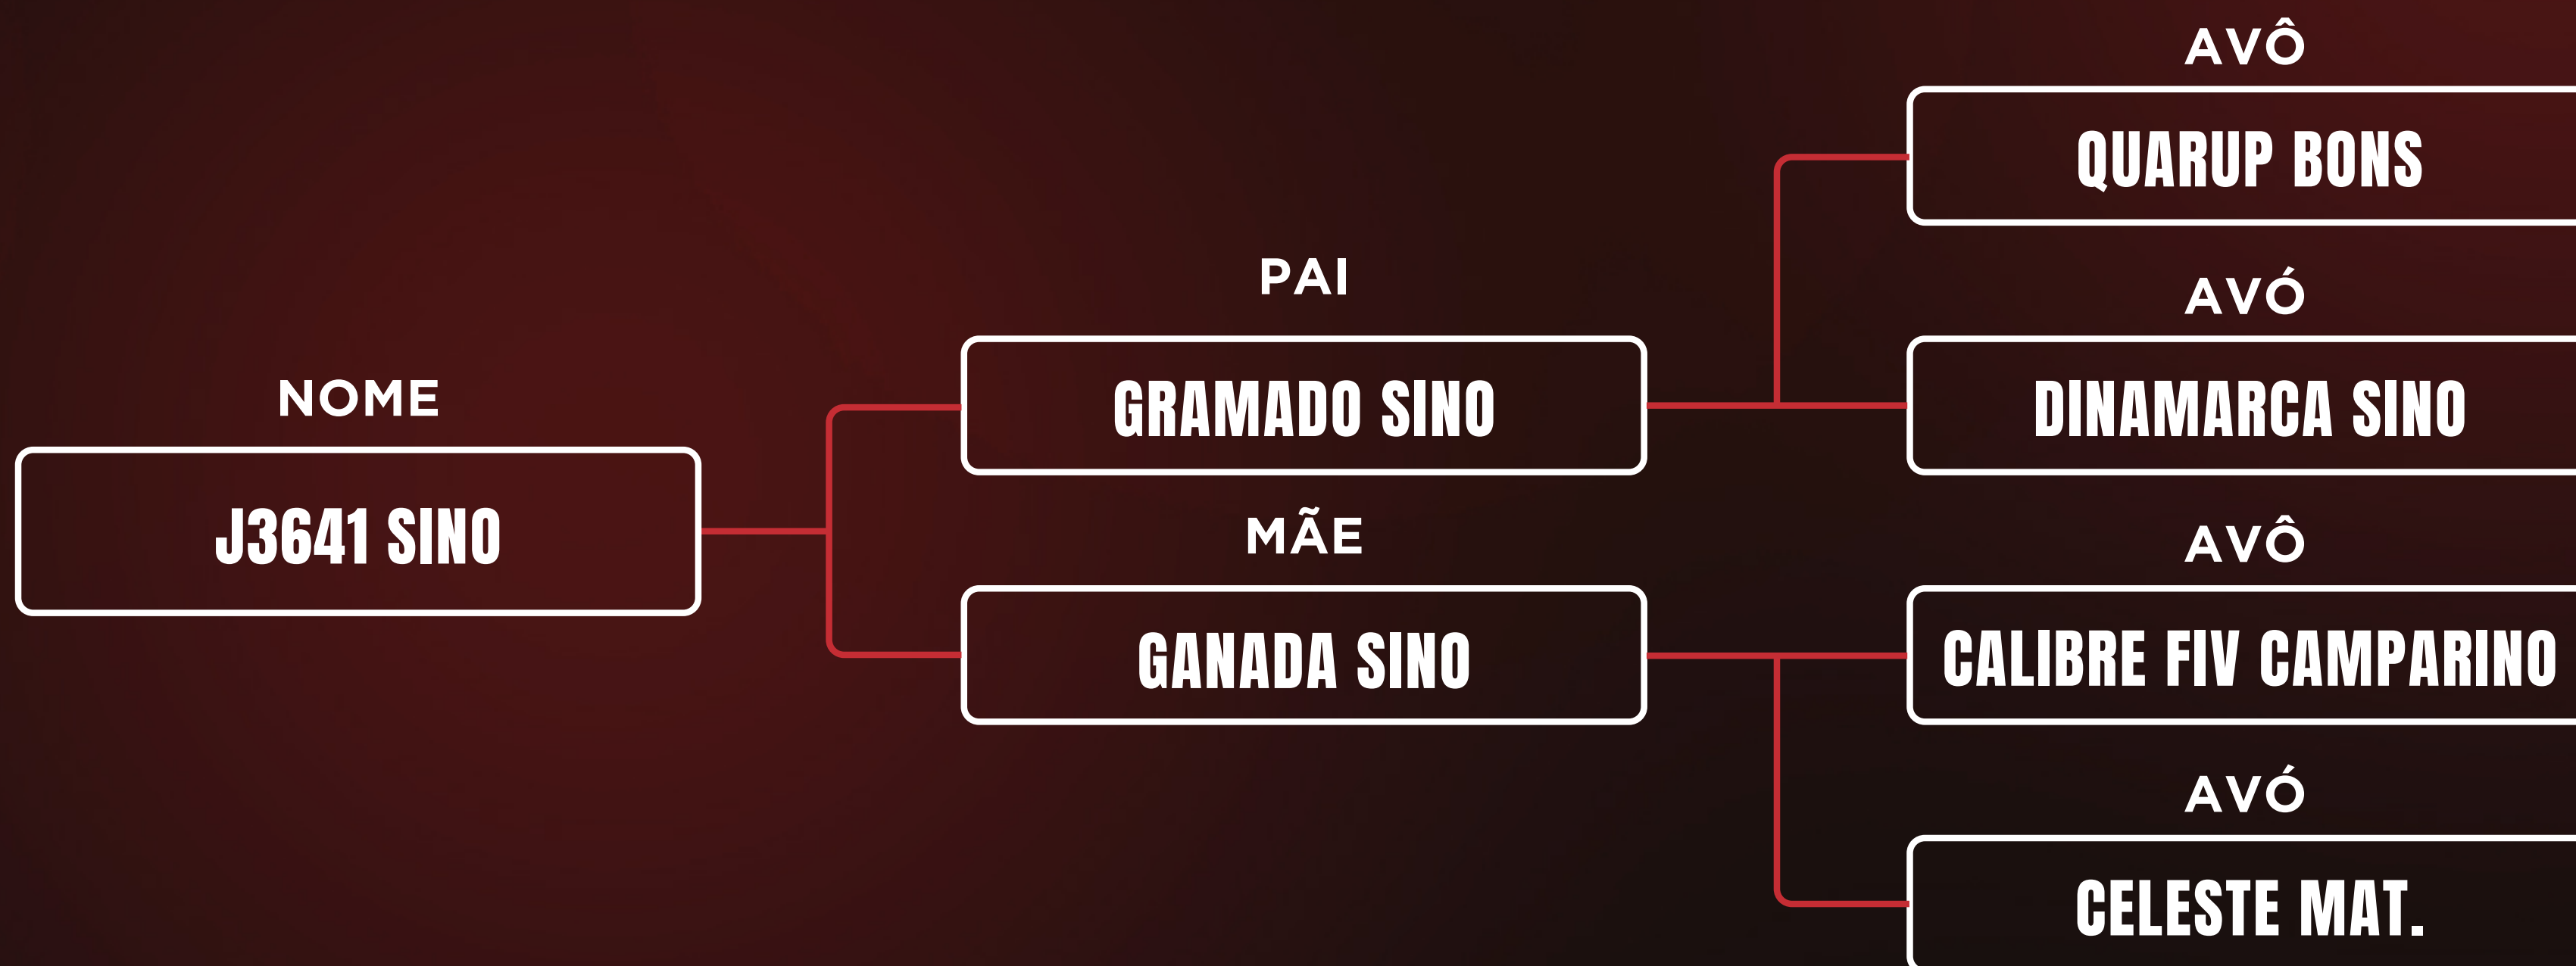 NOME
J3641 SINO
PAI
GRAMADO SINO
MÃE
GANADA SINO
AVÔ
QUARUP BONS
AVÓ
DINAMARCA SINO
AVÔ
CALIBRE FIV CAMPARINO
AVÓ
CELESTE MAT.